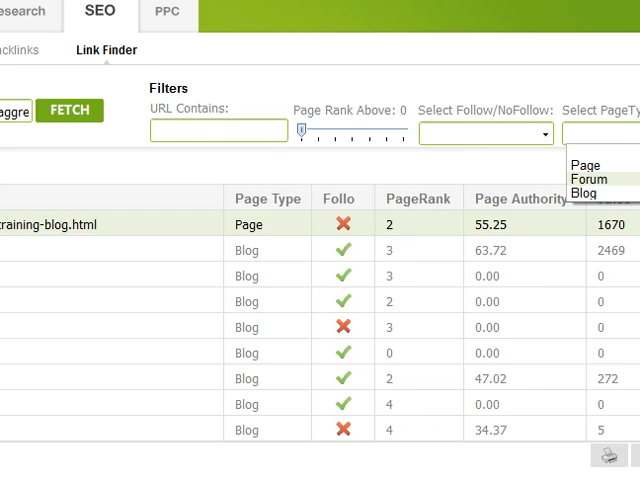 esearch SEO PPC
acklinks Link Finder
Filters
URL Contains: Page Rank Above: 0 Select Follow/NoFollow: Select PageTy
aggre FETCH
Page
Forum
Blog
Page Type Follo PageRank Page Authority
raining-blog.html Page 2 55.25 1670
Blog 3 63.72 2469
Blog 3 0.00 0
Blog 2 0.00 0
Blog 3 0.00 0
Blog 0 0.00 0
Blog 2 47.02 272
Blog 4 0.00 0
Blog 4 34.37 5